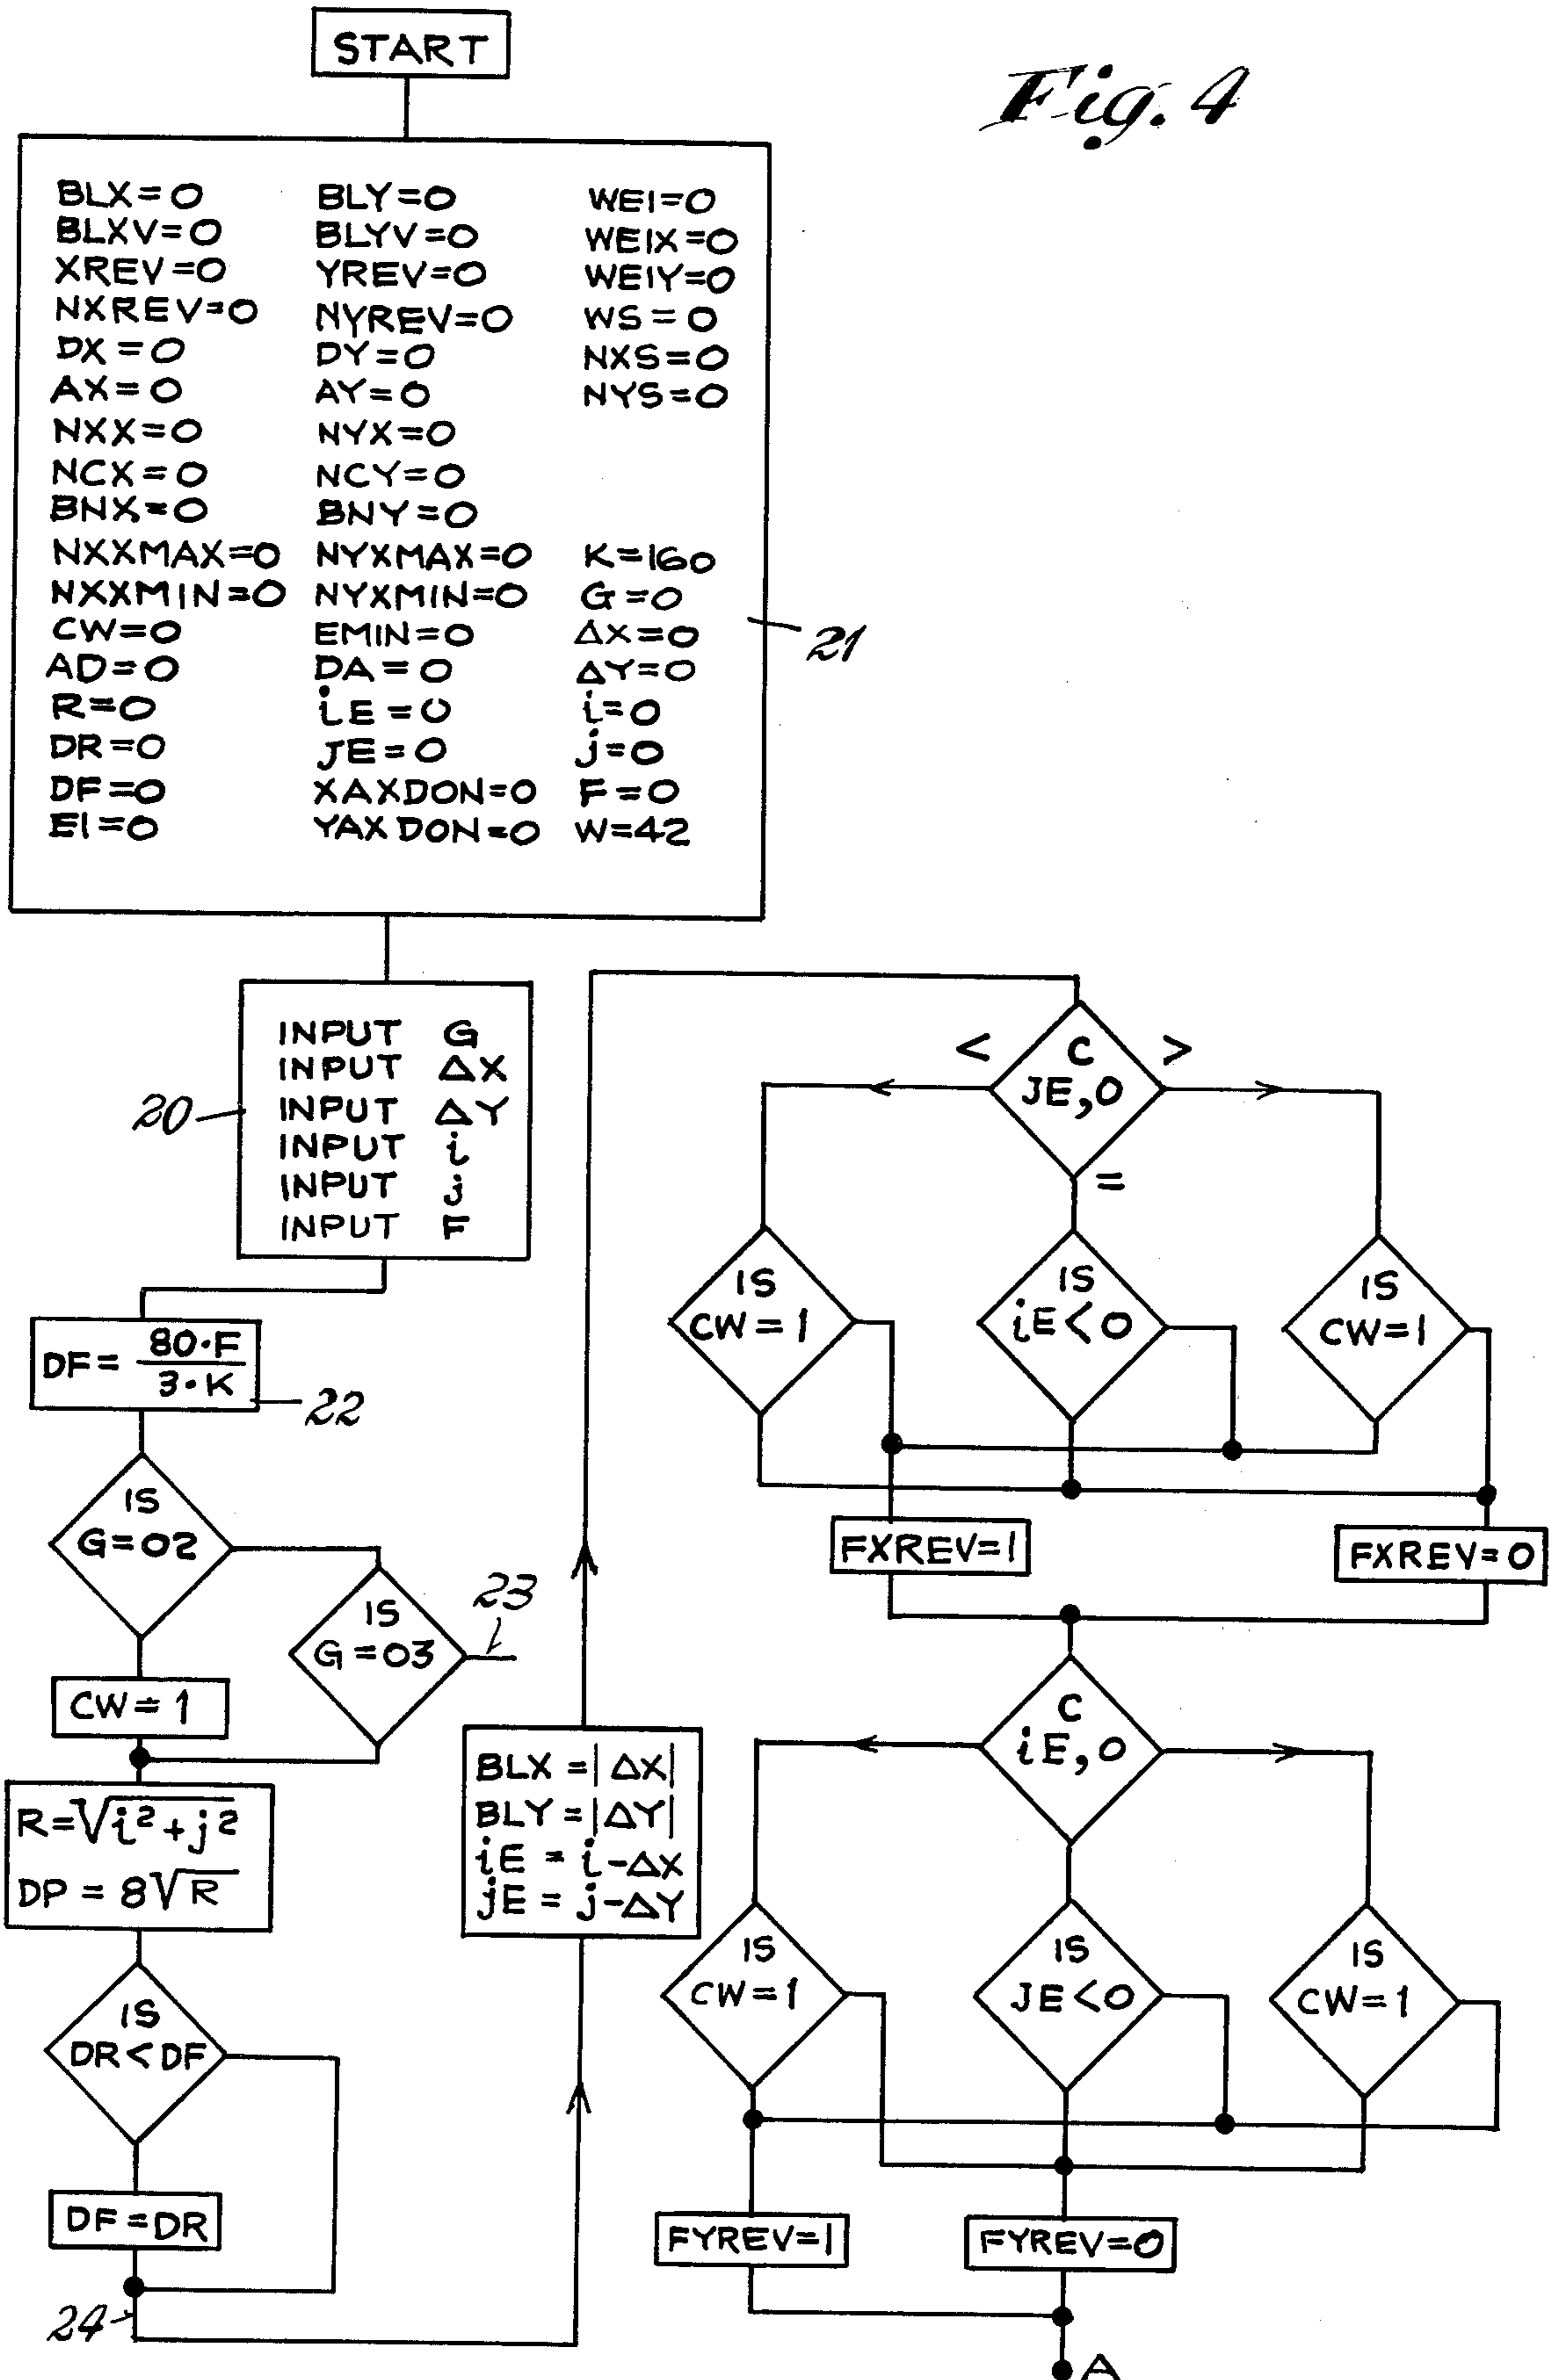 START
Fig. 4
BLX=0 BLY=0 WEI=0
BLXV=0 BLYV=0 WEIX=0
XREV=0 YREV=0 WEIY=0
NXREV=0 NYREV=0 WS=0
DX=0 DY=0 NXS=0
AX=0 AY=0 NYS=0
NXX=0 NYX=0
NCX=0 NCY=0
BNX=0 BNY=0
NXXMAX=0 NYXMAX=0 K=160
NXXMIN=0 NYXMIN=0 G=0
CW=0 EMIN=0 ΔX=0
AD=0 DA=0 ΔY=0
R=0 iE=0 i=0
DR=0 JE=0 j=0
DF=0 XAXDON=0 F=0
EI=0 YAXDON=0 W=42
21
INPUT G
INPUT ΔX
INPUT ΔY
INPUT i
INPUT j
INPUT F
20
DF= 80·F
3·K
22
IS
G=02
IS
G=03
23
CW=1
R=√i²+j²
DP=8√R
IS
DR<DF
DF=DR
24
BLX=|ΔX|
BLY=|ΔY|
iE=i-ΔX
jE=j-ΔY
< C >
JE,0
=
IS
CW=1
IS
iE<0
IS
CW=1
FXREV=1
FXREV=0
C
iE,0
IS
CW=1
IS
JE<0
IS
CW=1
FYREV=1
FYREV=0
A